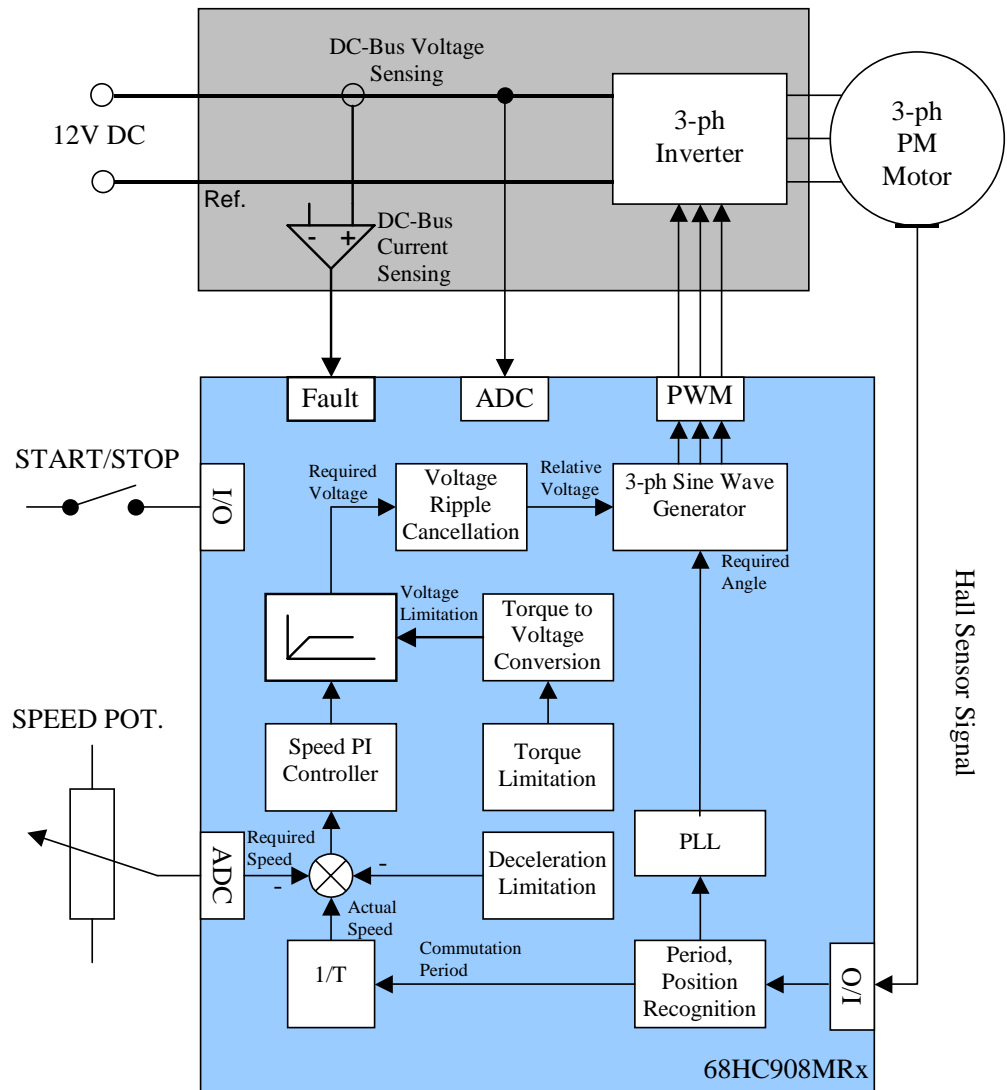 DC-Bus Voltage
Sensing
12V DC
Ref.
- +
DC-Bus
Current
Sensing
3-ph
Inverter
3-ph
PM
Motor
Fault
ADC
PWM
START/STOP
I/O
Required
Voltage
Voltage
Ripple
Cancellation
Relative
Voltage
3-ph Sine Wave
Generator
Required
Angle
Voltage
Limitation
Torque to
Voltage
Conversion
Hall Sensor Signal
SPEED POT.
Speed PI
Controller
Torque
Limitation
PLL
ADC
Required
Speed
-
-
Deceleration
Limitation
Actual
Speed
1/T
Commutation
Period
Period,
Position
Recognition
I/O
68HC908MRx